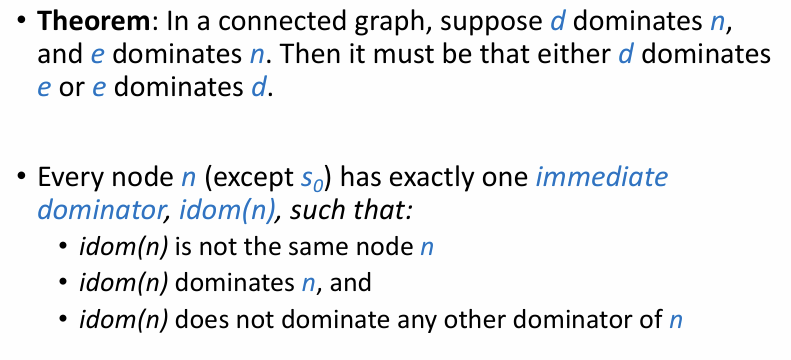 • Theorem: In a connected graph, suppose d dominates n,
and e dominates n. Then it must be that either d dominates
e or e dominates d.
• Every node n (except s₀) has exactly one immediate
dominator, idom(n), such that:
• idom(n) is not the same node n
• idom(n) dominates n, and
• idom(n) does not dominate any other dominator of n